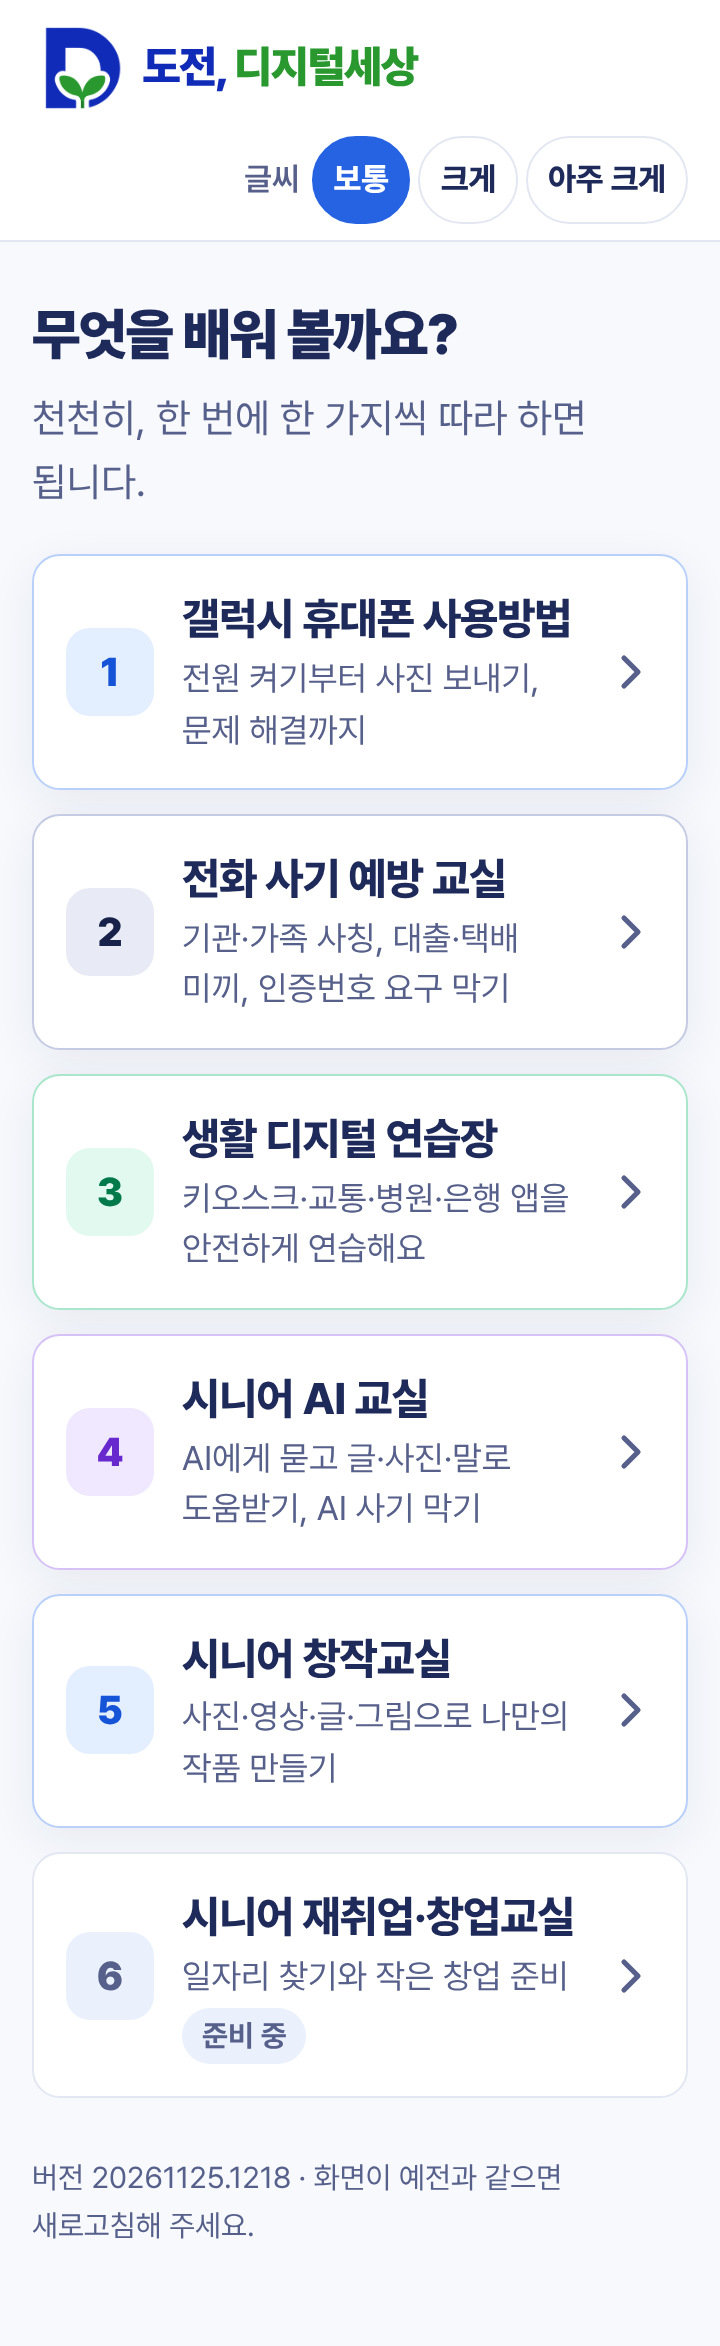 도전, 디지털세상
글씨 보통 크게 아주 크게
무엇을 배워 볼까요?
천천히, 한 번에 한 가지씩 따라 하면
됩니다.
1
갤럭시 휴대폰 사용방법
전원 켜기부터 사진 보내기,
문제 해결까지
2
전화 사기 예방 교실
기관·가족 사칭, 대출·택배
미끼, 인증번호 요구 막기
3
생활 디지털 연습장
키오스크·교통·병원·은행 앱을
안전하게 연습해요
4
시니어 AI 교실
AI에게 묻고 글·사진·말로
도움받기, AI 사기 막기
5
시니어 창작교실
사진·영상·글·그림으로 나만의
작품 만들기
6
시니어 재취업·창업교실
일자리 찾기와 작은 창업 준비
준비 중
버전 20261125.1218 · 화면이 예전과 같으면
새로고침해 주세요.